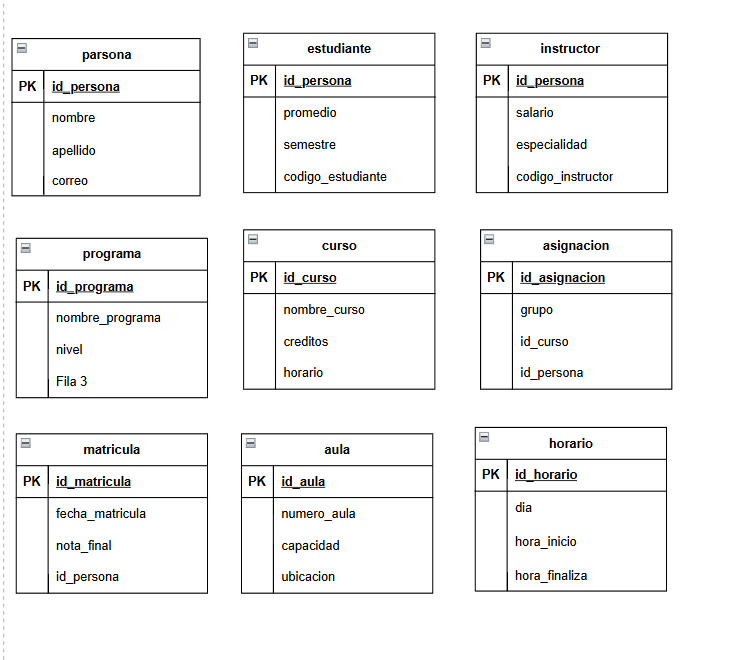 parsona
PK id_persona
nombre
apellido
correo
estudiante
PK id_persona
promedio
semestre
codigo_estudiante
instructor
PK id_persona
salario
especialidad
codigo_instructor
programa
PK id_programa
nombre_programa
nivel
Fila 3
curso
PK id_curso
nombre_curso
creditos
horario
asignacion
PK id_asignacion
grupo
id_curso
id_persona
matricula
PK id_matricula
fecha_matricula
nota_final
id_persona
aula
PK id_aula
numero_aula
capacidad
ubicacion
horario
PK id_horario
dia
hora_inicio
hora_finaliza